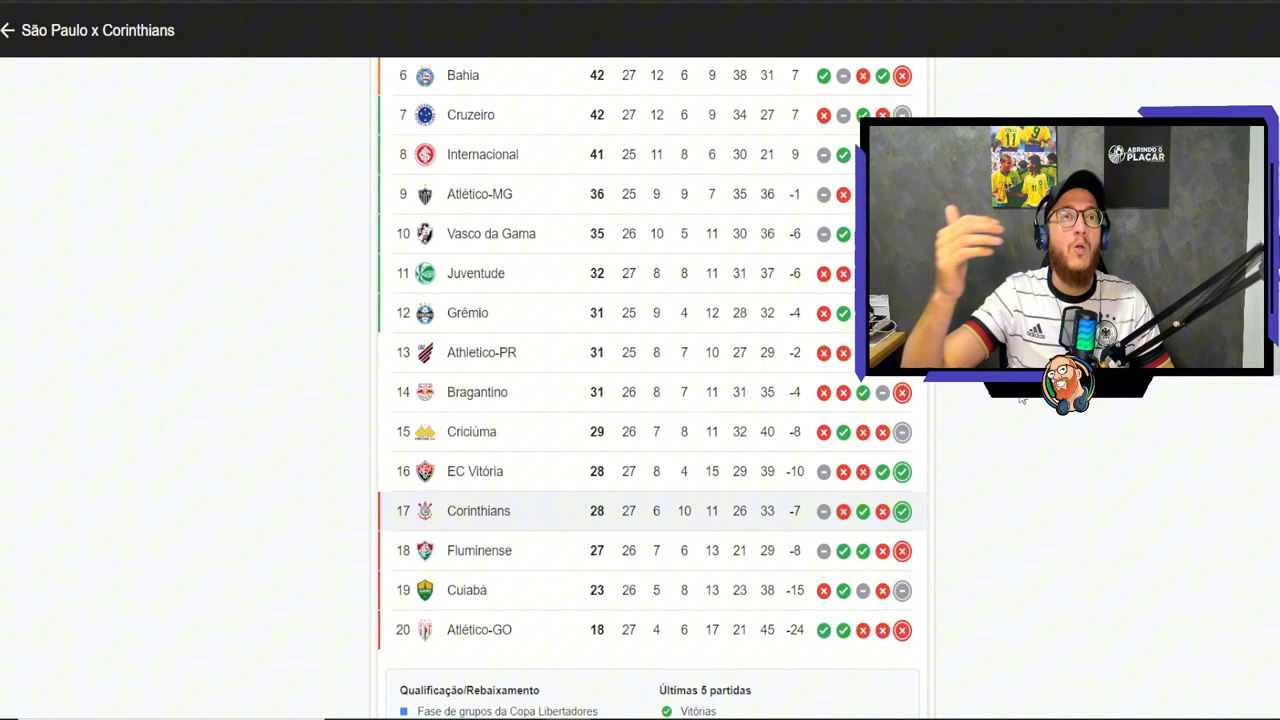 São Paulo x Corinthians
6 Bahia 42 27 12 6 9 38 31 7
7 Cruzeiro 42 27 12 6 9 34 27 7
8 Internacional 41 25 11 8 6 30 21 9
9 Atlético-MG 36 25 9 9 7 35 36 -1
10 Vasco da Gama 35 26 10 5 11 30 36 -6
11 Juventude 32 27 8 8 11 31 37 -6
12 Grêmio 31 25 9 4 12 28 32 -4
13 Athletico-PR 31 25 8 7 10 27 29 -2
14 Bragantino 31 26 8 7 11 31 35 -4
15 Criciúma 29 26 7 8 11 32 40 -8
16 EC Vitória 28 27 8 4 15 29 39 -10
17 Corinthians 28 27 6 10 11 26 33 -7
18 Fluminense 27 26 7 6 13 21 29 -8
19 Cuiabá 23 26 5 8 13 23 38 -15
20 Atlético-GO 18 27 4 6 17 21 45 -24
Qualificação/Rebaixamento
Fase de grupos da Copa Libertadores
Últimas 5 partidas
Vitórias
ABRINDO O
PLACAR
11
9
adidas